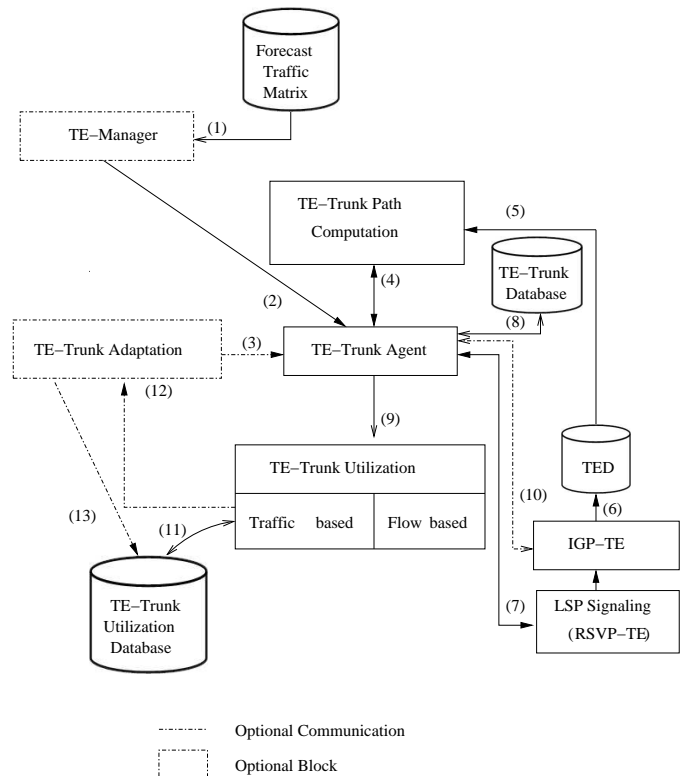 Forecast
Traffic
Matrix
TE–Manager
(1)
TE–Trunk Path
Computation
(5)
TE–Trunk
Database
(4)
(2)
(8)
TE–Trunk Adaptation
(3)
TE–Trunk Agent
(12)
(9)
TE–Trunk Utilization
TED
(10)
(6)
(13)
(11)
Traffic based
Flow based
IGP–TE
TE–Trunk
Utilization
Database
(7)
LSP Signaling
(RSVP–TE)
Optional Communication
Optional Block